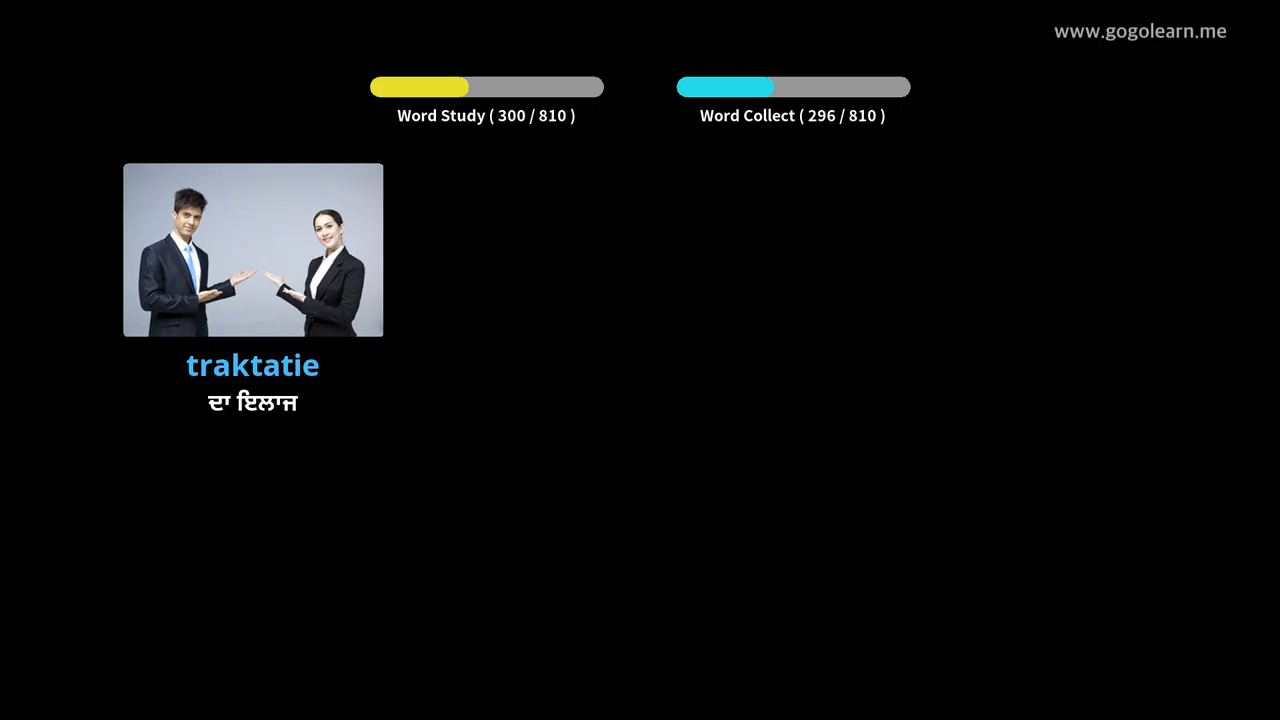 www.gogolearn.me
Word Study ( 300 / 810 )
Word Collect ( 296 / 810 )
traktatie
ਦਾ ਇਲਾਜ